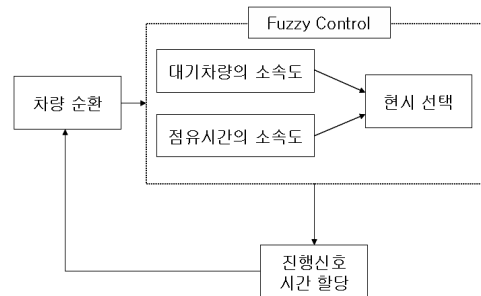 Fuzzy Control
대기차량의 소속도
차량 순환
현시 선택
점유시간의 소속도
진행신호
시간 할당